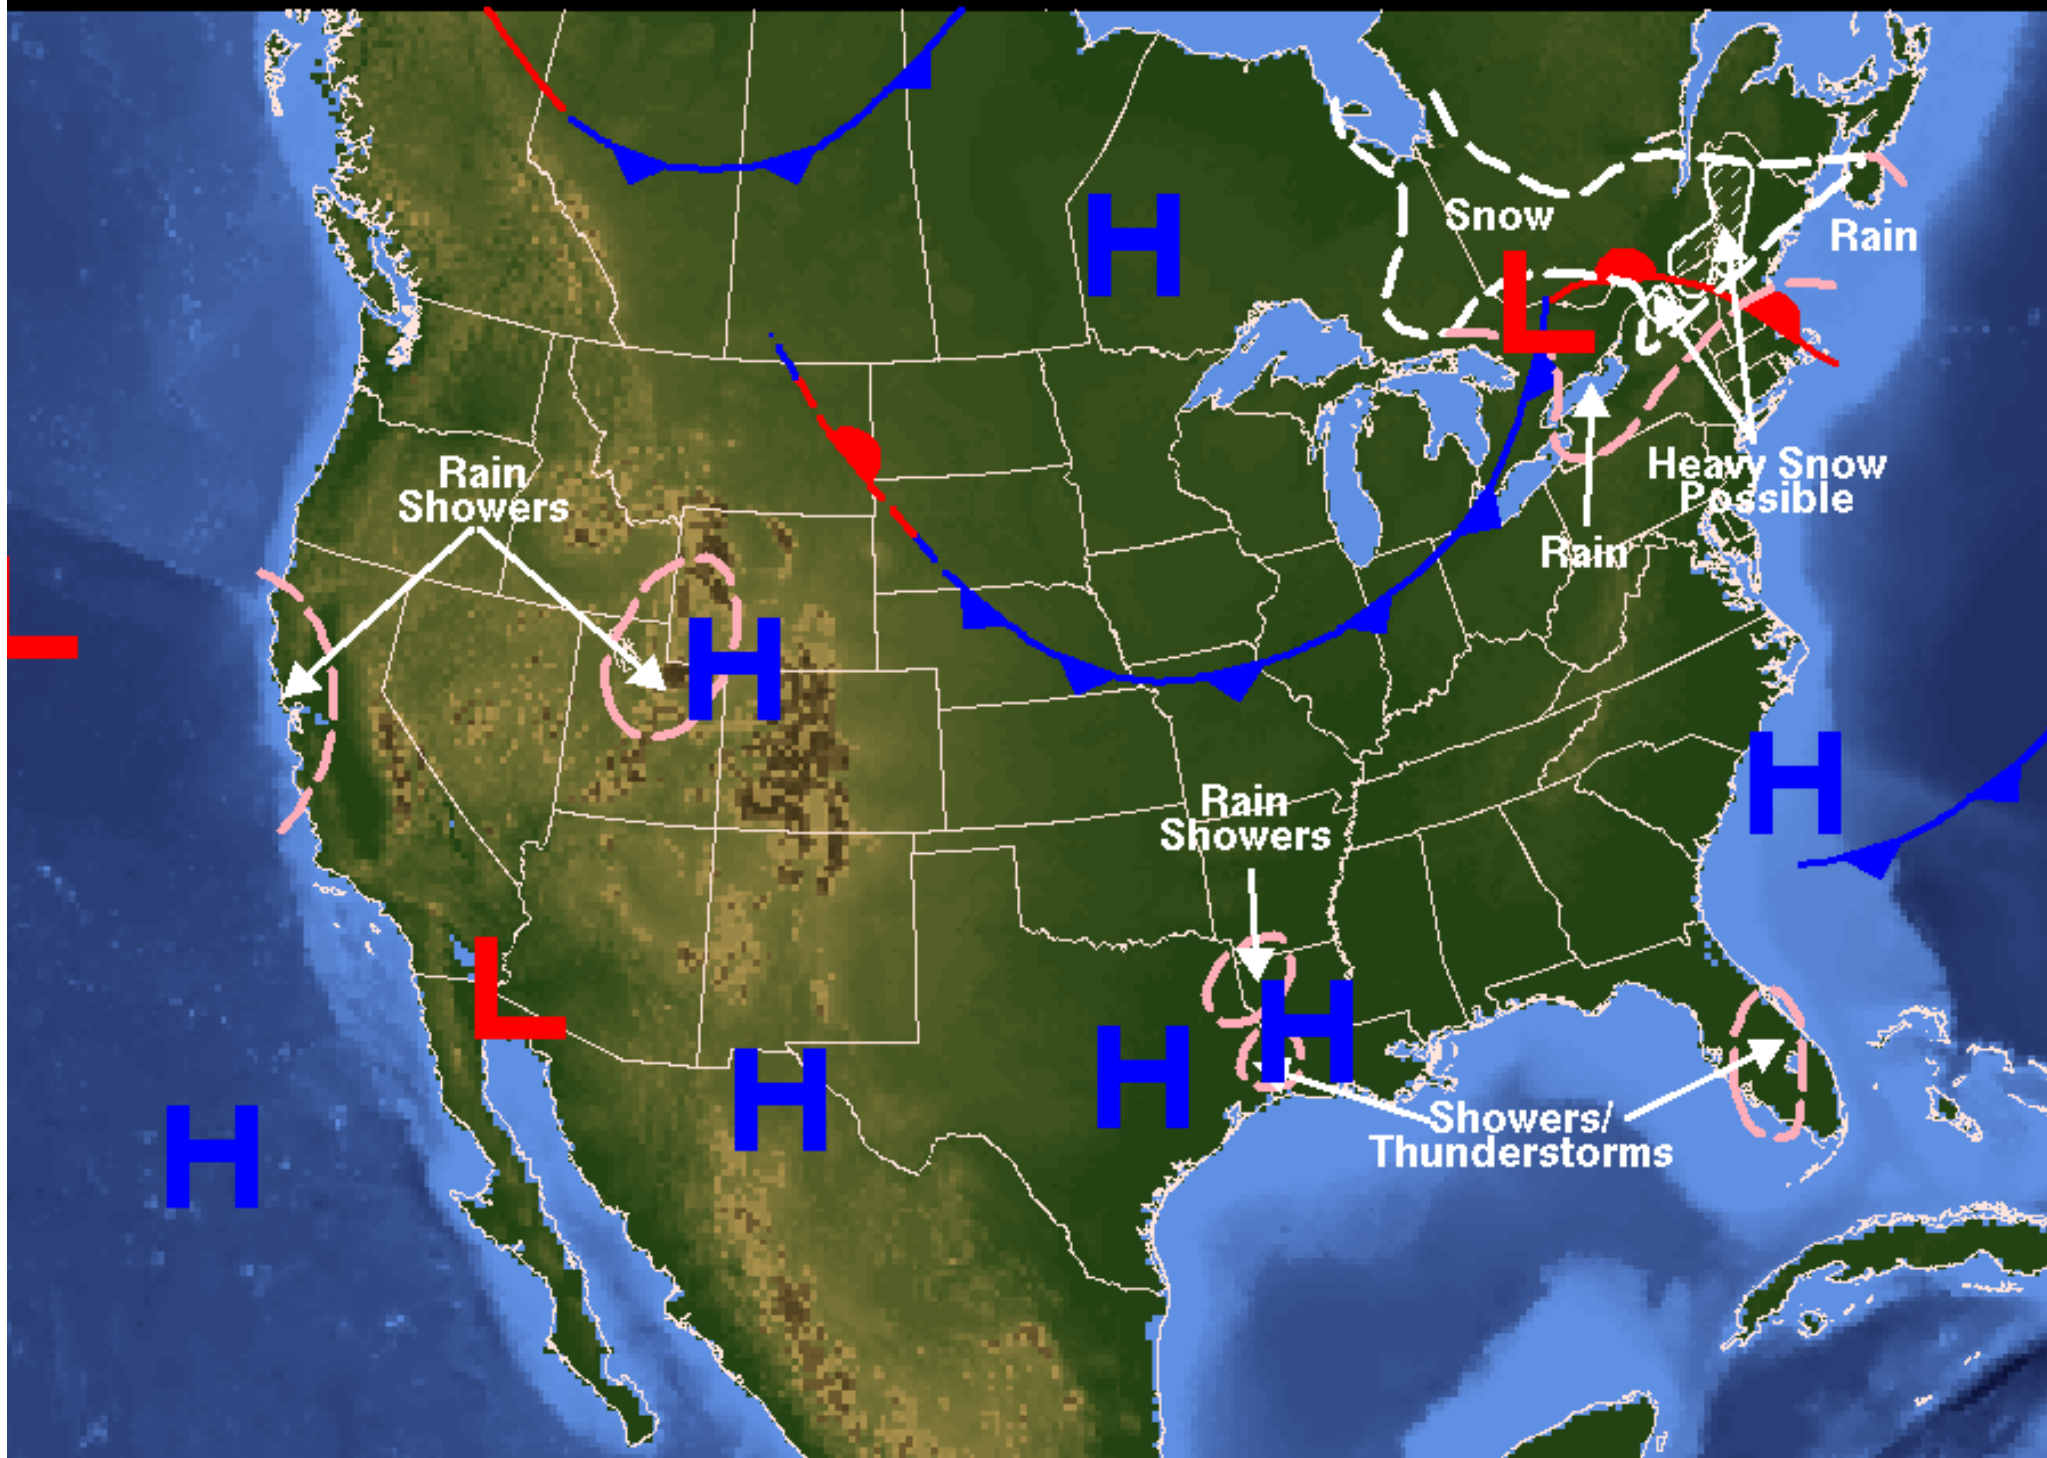 H
Snow
Rain
L
Rain
Showers
Heavy Snow
Possible
Rain
L
H
H
Rain
Showers
L
H
H
H
H
Showers/
Thunderstorms